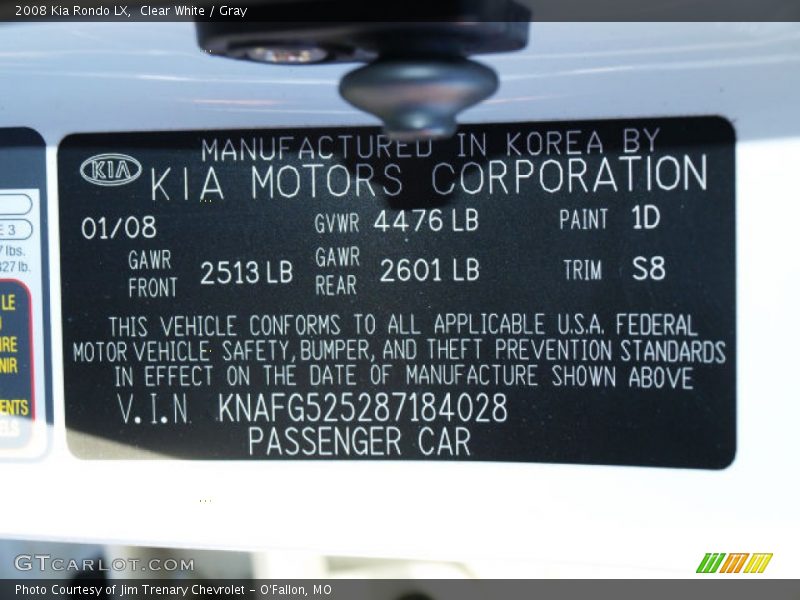 2008 Kia Rondo LX, Clear White / Gray
MANUFACTURED IN KOREA BY
KIA KIA MOTORS CORPORATION
01/08 GVWR 4476 LB PAINT 1D
GAWR FRONT 2513 LB GAWR REAR 2601 LB TRIM S8
THIS VEHICLE CONFORMS TO ALL APPLICABLE U.S.A. FEDERAL
MOTOR VEHICLE SAFETY, BUMPER, AND THEFT PREVENTION STANDARDS
IN EFFECT ON THE DATE OF MANUFACTURE SHOWN ABOVE
V.I.N KNAFG525287184028
PASSENGER CAR
GTCARLOT.COM
Photo Courtesy of Jim Trenary Chevrolet - O'Fallon, MO